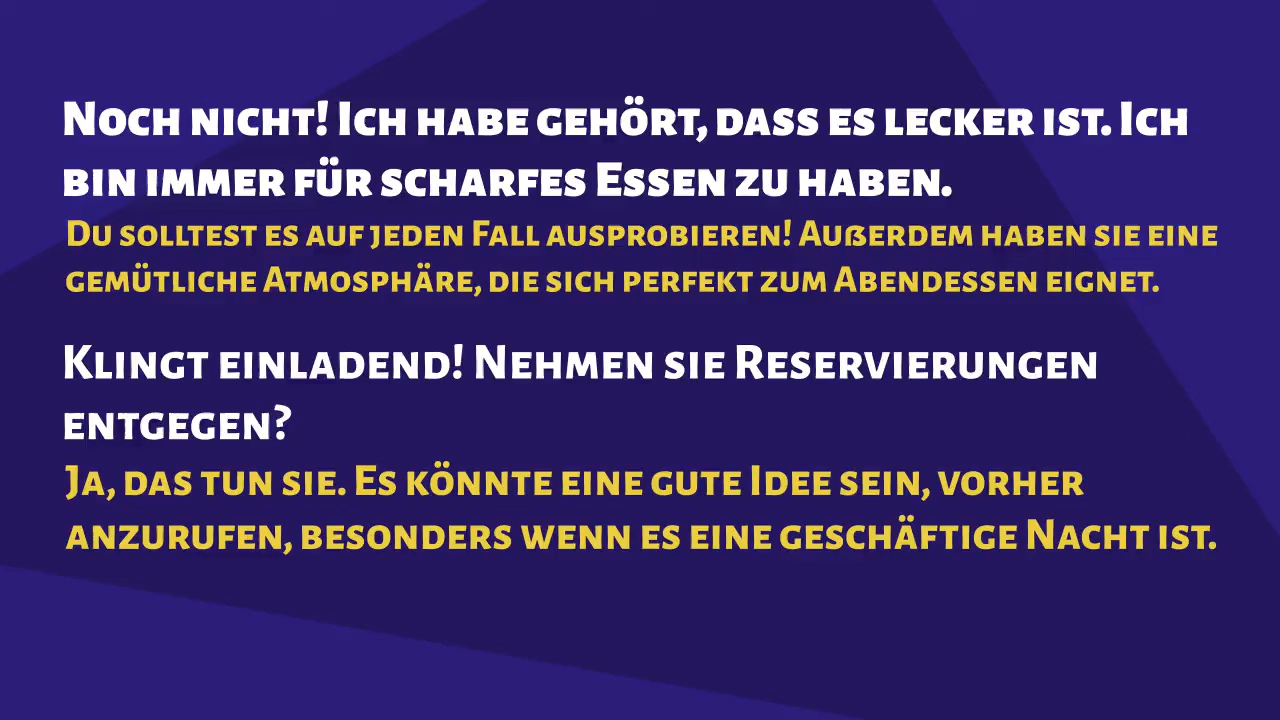 Noch nicht! Ich habe gehört, dass es lecker ist. Ich
bin immer für scharfes Essen zu haben.
Du solltest es auf jeden Fall ausprobieren! Außerdem haben sie eine
gemütliche Atmosphäre, die sich perfekt zum Abendessen eignet.
Klingt einladend! Nehmen sie Reservierungen
entgegen?
Ja, das tun sie. Es könnte eine gute Idee sein, vorher
anzurufen, besonders wenn es eine geschäftige Nacht ist.